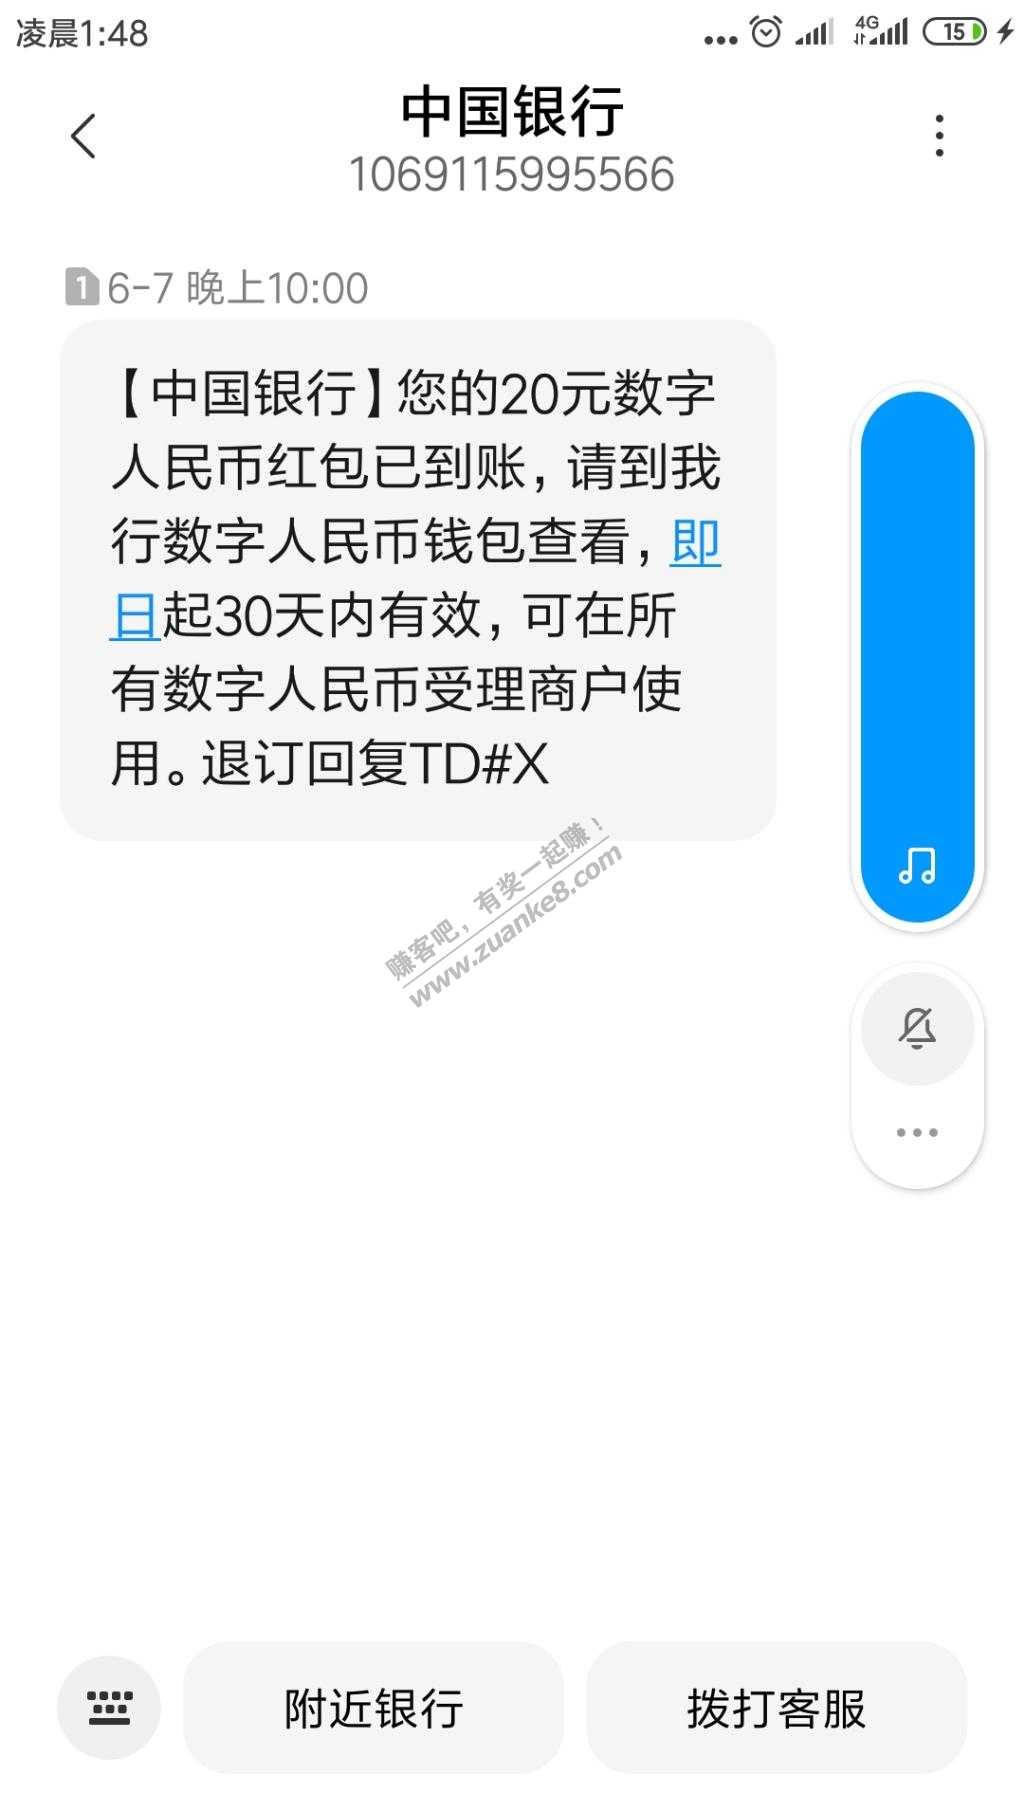 凌晨1:48
4G
15
中国银行
1069115995566
1 6-7 晚上10:00
【中国银行】您的20元数字
人民币红包已到账，请到我
行数字人民币钱包查看，即
日起30天内有效，可在所
有数字人民币受理商户使
用。退订回复TD#X
赚客吧，有奖一起赚！
www.zuanke8.com
附近银行
拨打客服